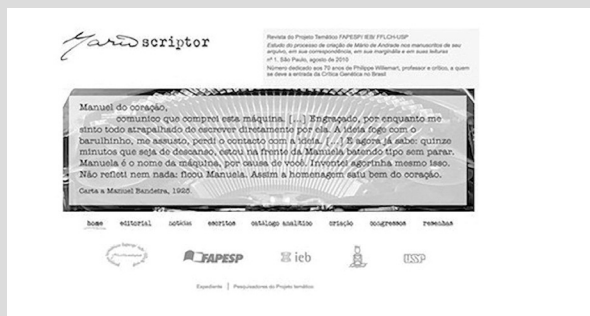 Mario scriptor
Revista do Projeto Temático FAPESP/ IEB/ FFLCH-USP
Estudo do processo de criação de Mário de Andrade nos manuscritos de seu
arquivo, em sua correspondência, em sua marginália e em suas leituras
nº 1. São Paulo, agosto de 2010
Número dedicado aos 70 anos de Philippe Willemart, professor e crítico, a quem
se deve a entrada da Crítica Genética no Brasil
Manuel do coração,
comunico que comprei esta máquina. [...] Engraçado, por enquanto me
sinto todo atrapalhado de escrever diretamente por ela. A ideia foge com o
barulhinho, me assusto, perdi o contacto com a ideia. [...] E agora já sabe: quinze
minutos que seja de descanso, estou na frente da Manuela batendo tipo sem parar.
Manuela é o nome da máquina, por causa de você. Inventei agorinha mesmo isso.
Não refleti nem nada: ficou Manuela. Assim a homenagem saiu bem do coração.
Carta a Manuel Bandeira, 1925.
home editorial notícias escritos catálogo analítico criação congressos resenhas
FAPESP ieb USP
Expediente | Pesquisadores do Projeto temático